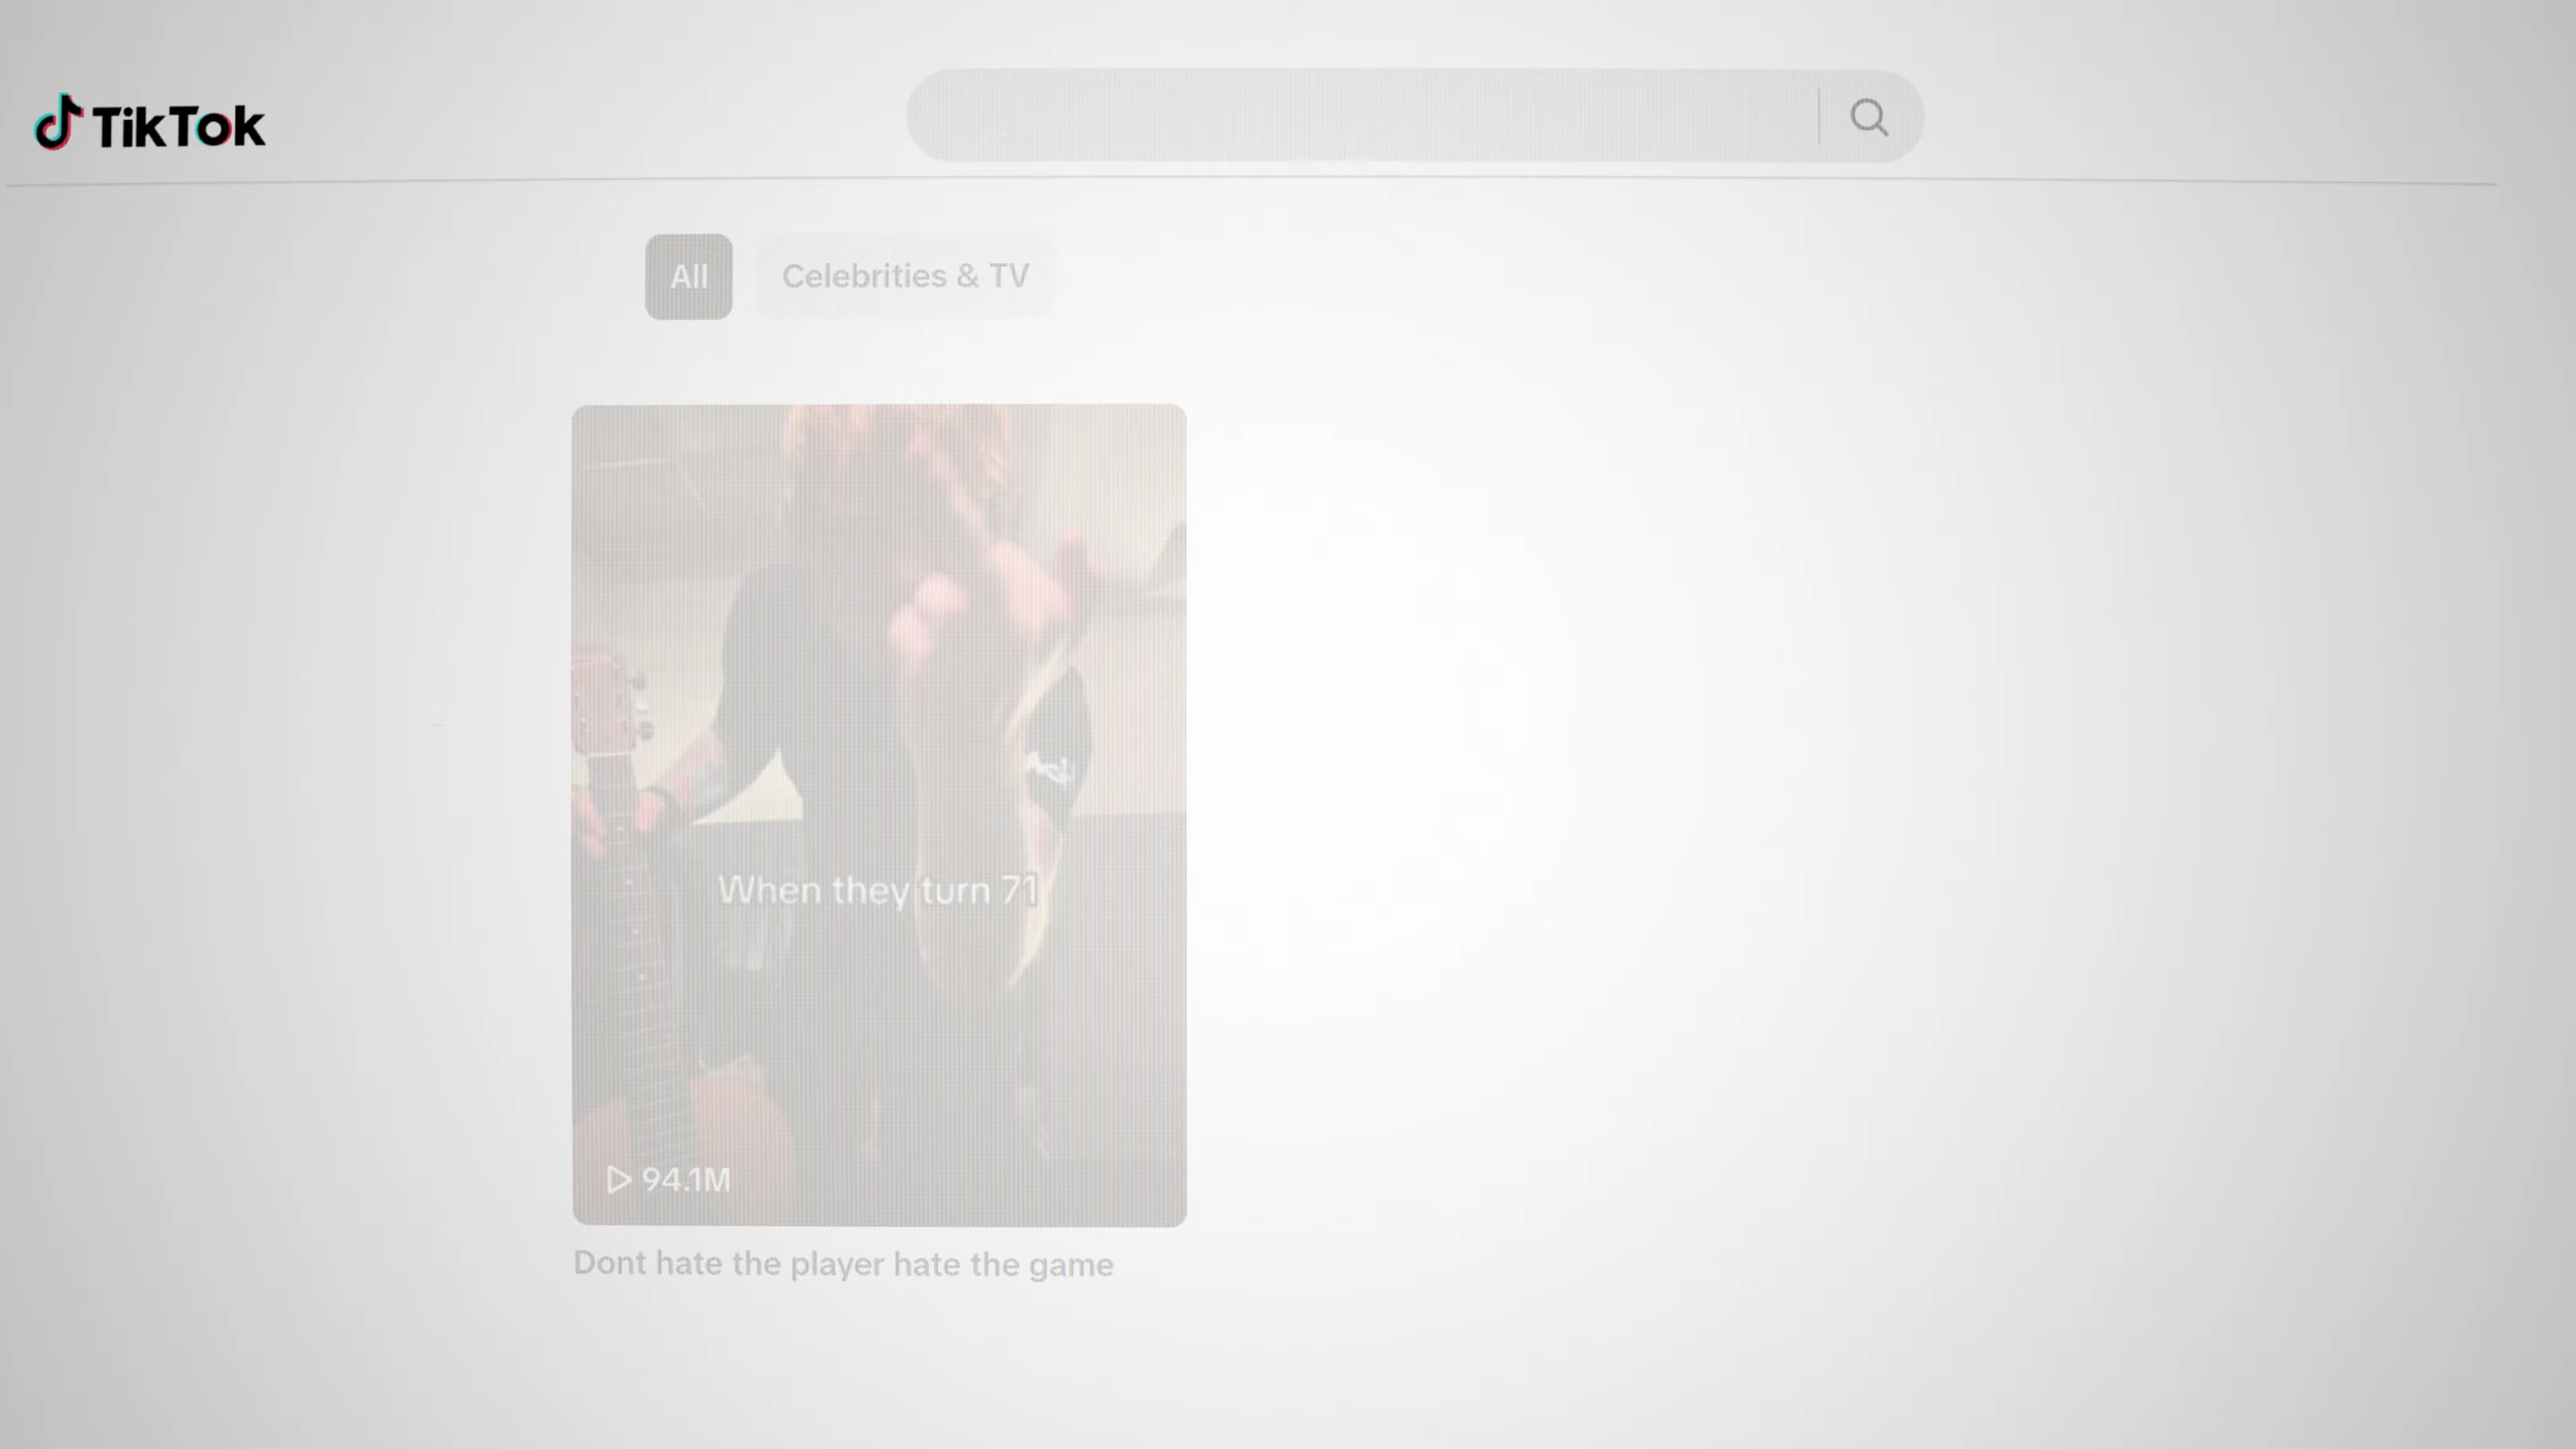 TikTok
All
Celebrities & TV
When they turn 71
94.1M
Dont hate the player hate the game